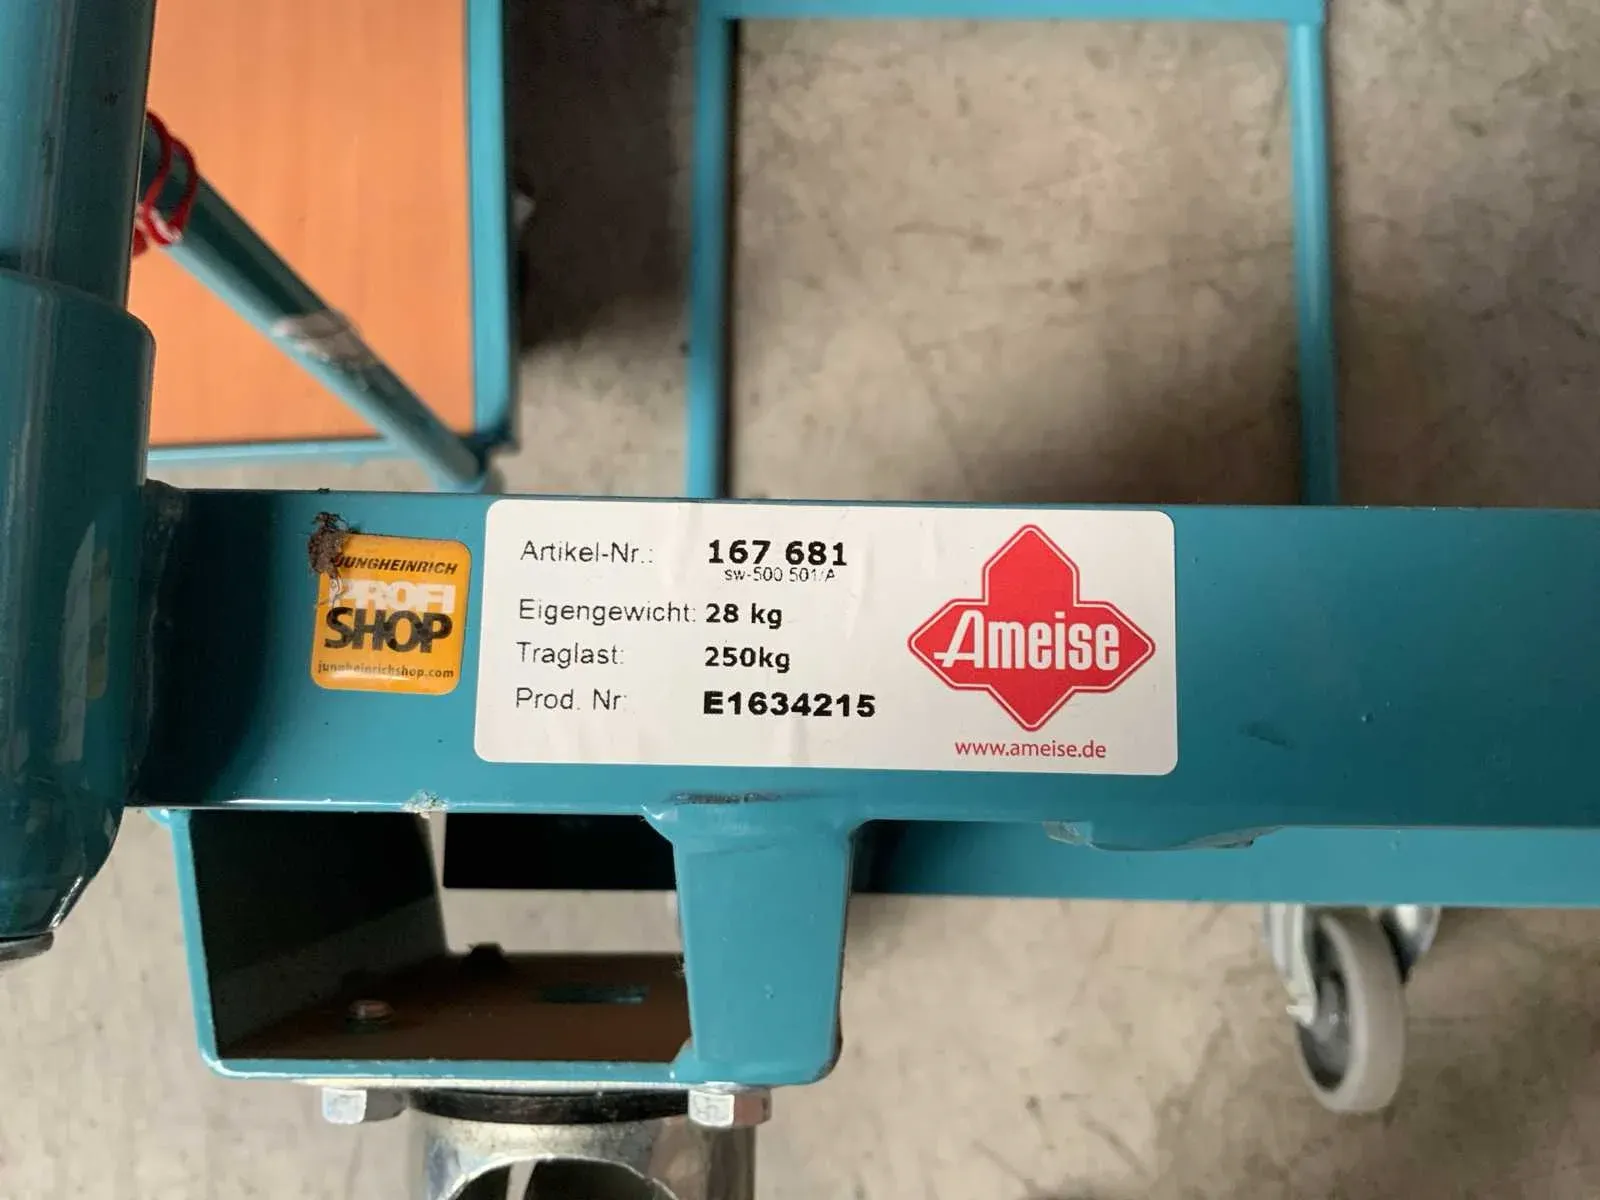 JUNGHEINRICH
PROFI
SHOP
jungheinrichshop.com
Artikel-Nr.: 167 681
sw-500 501/A
Eigengewicht: 28 kg
Traglast: 250kg
Prod. Nr: E1634215
Ameise
www.ameise.de